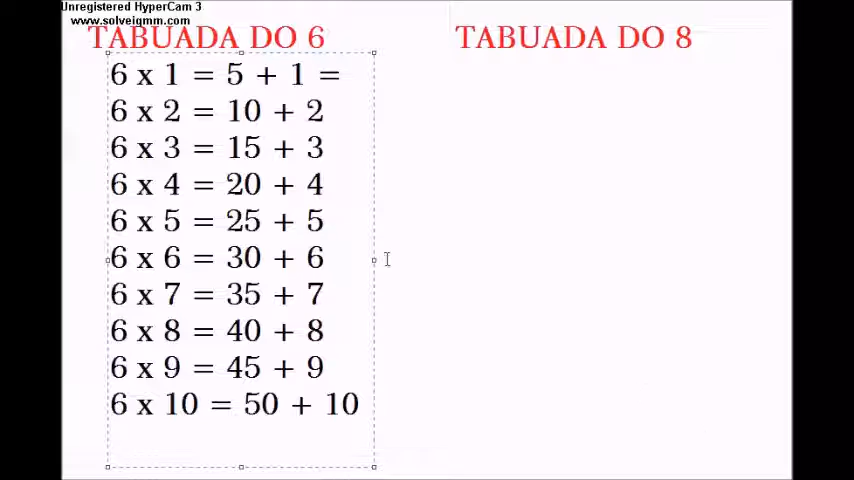 Unregistered HyperCam 3
www.solveigmm.com
TABUADA DO 6
6 x 1 = 5 + 1 =
6 x 2 = 10 + 2
6 x 3 = 15 + 3
6 x 4 = 20 + 4
6 x 5 = 25 + 5
6 x 6 = 30 + 6
6 x 7 = 35 + 7
6 x 8 = 40 + 8
6 x 9 = 45 + 9
6 x 10 = 50 + 10
TABUADA DO 8